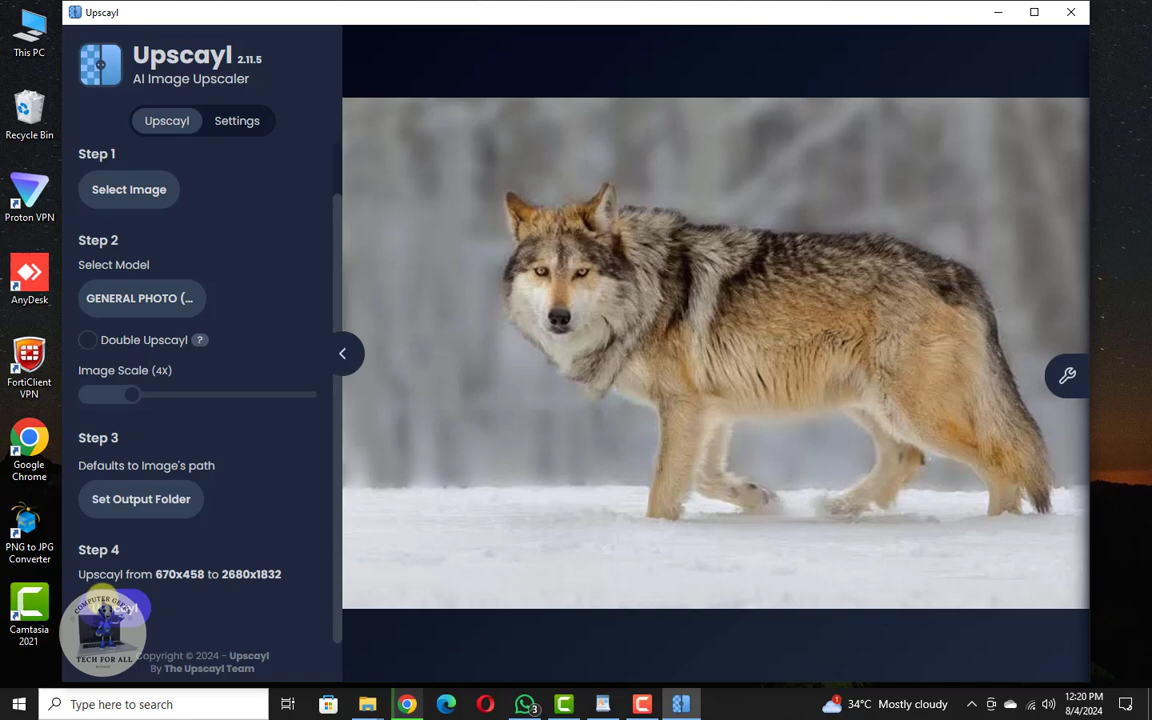 Upscayl
This PC
Recycle Bin
Proton VPN
AnyDesk
FortiClient
VPN
Google
Chrome
PNG to JPG
Converter
Camtasia
2021
Upscayl 2.11.5
AI Image Upscaler
Upscayl
Settings
Step 1
Select Image
Step 2
Select Model
GENERAL PHOTO (...
Double Upscayl ?
Image Scale (4X)
Step 3
Defaults to Image's path
Set Output Folder
Step 4
Upscayl from 670x458 to 2680x1832
COMPUTER GEEK
TECH FOR ALL
Copyright © 2024 - Upscayl
By The Upscayl Team
Type here to search
3
34°C Mostly cloudy
12:20 PM
8/4/2024